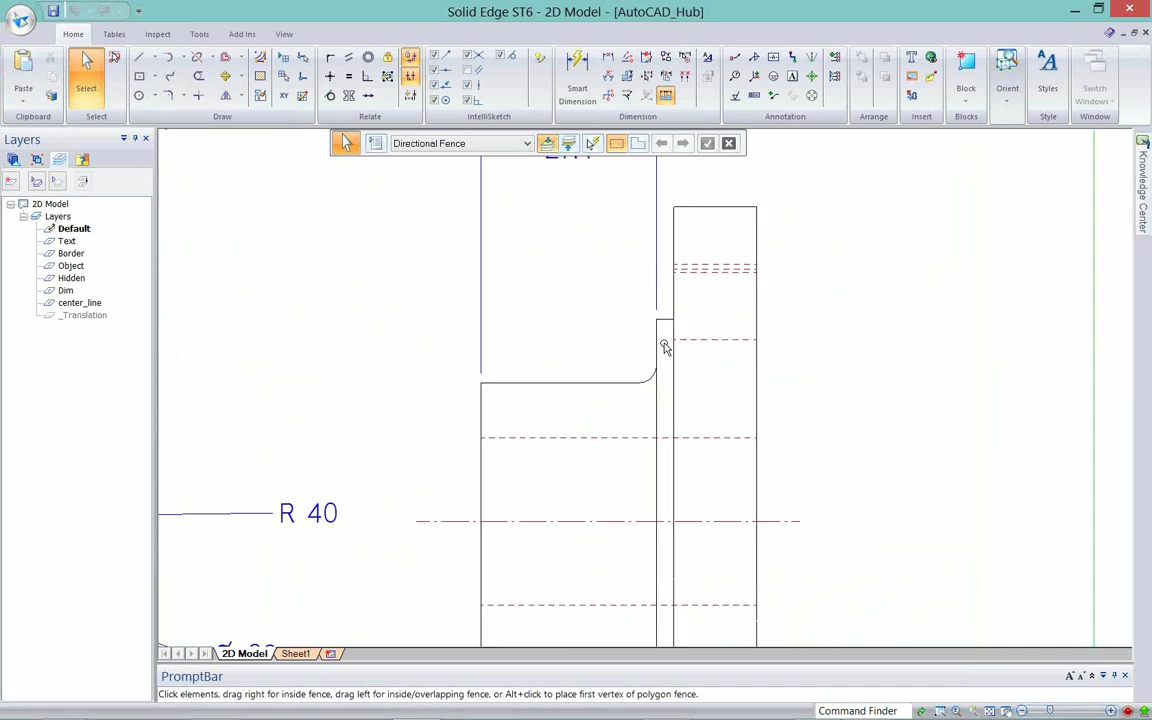 Solid Edge ST6 - 2D Model - [AutoCAD_Hub]
Home Tables Inspect Tools Add Ins View
Paste Select Smart Dimension Block Orient Styles Switch Windows
Clipboard Select Draw Relate IntelliSketch Dimension Annotation Arrange Insert Blocks Orient Style Window
Layers
Directional Fence
Knowledge Center
2D Model
Layers
Default
Text
Border
Object
Hidden
Dim
center_line
_Translation
R 40
2D Model Sheet1
PromptBar
Click elements, drag right for inside fence, drag left for inside/overlapping fence, or Alt+click to place first vertex of polygon fence.
Command Finder